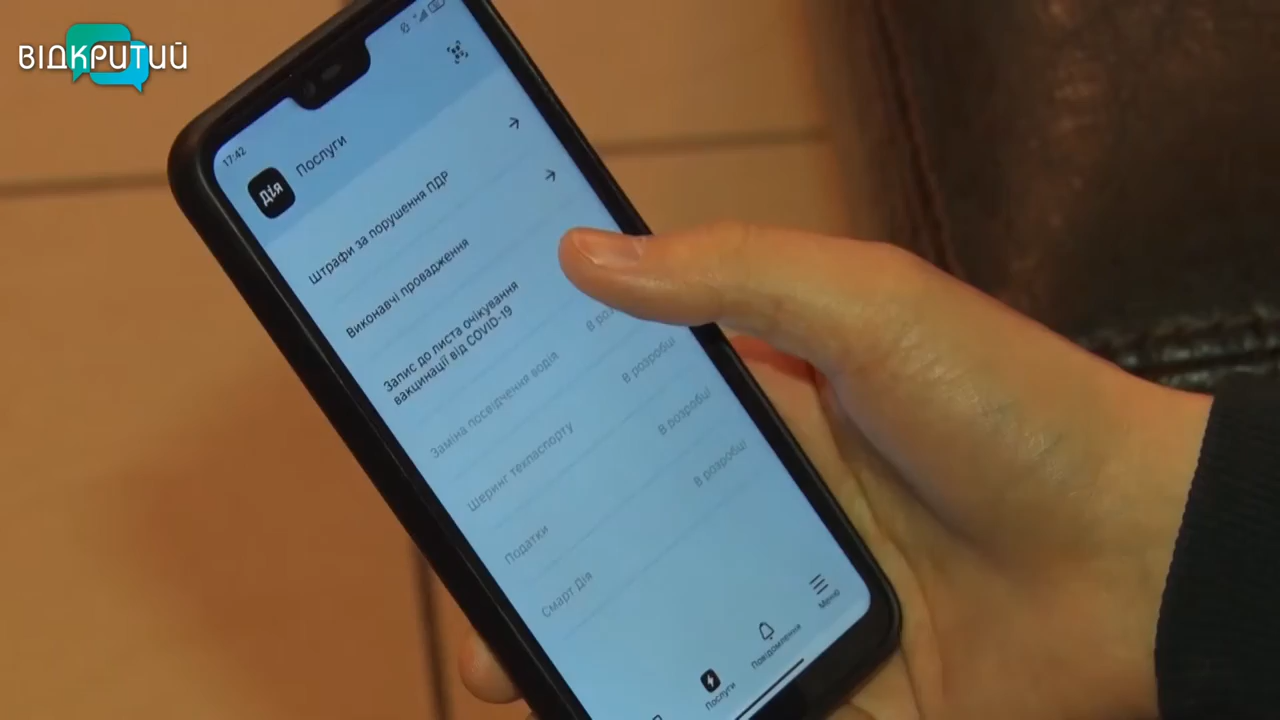 ВІДКРИТИЙ
17:42
Дія
Послуги
Штрафи за порушення ПДР
Виконавчі провадження
Запис до листа очікування
вакцинації від COVID-19
Заміна посвідчення водія
Шеринг техпаспорту В розробці
Податки В розробці
Смарт Дія В розробці
Послуги
Повідомлення
Меню